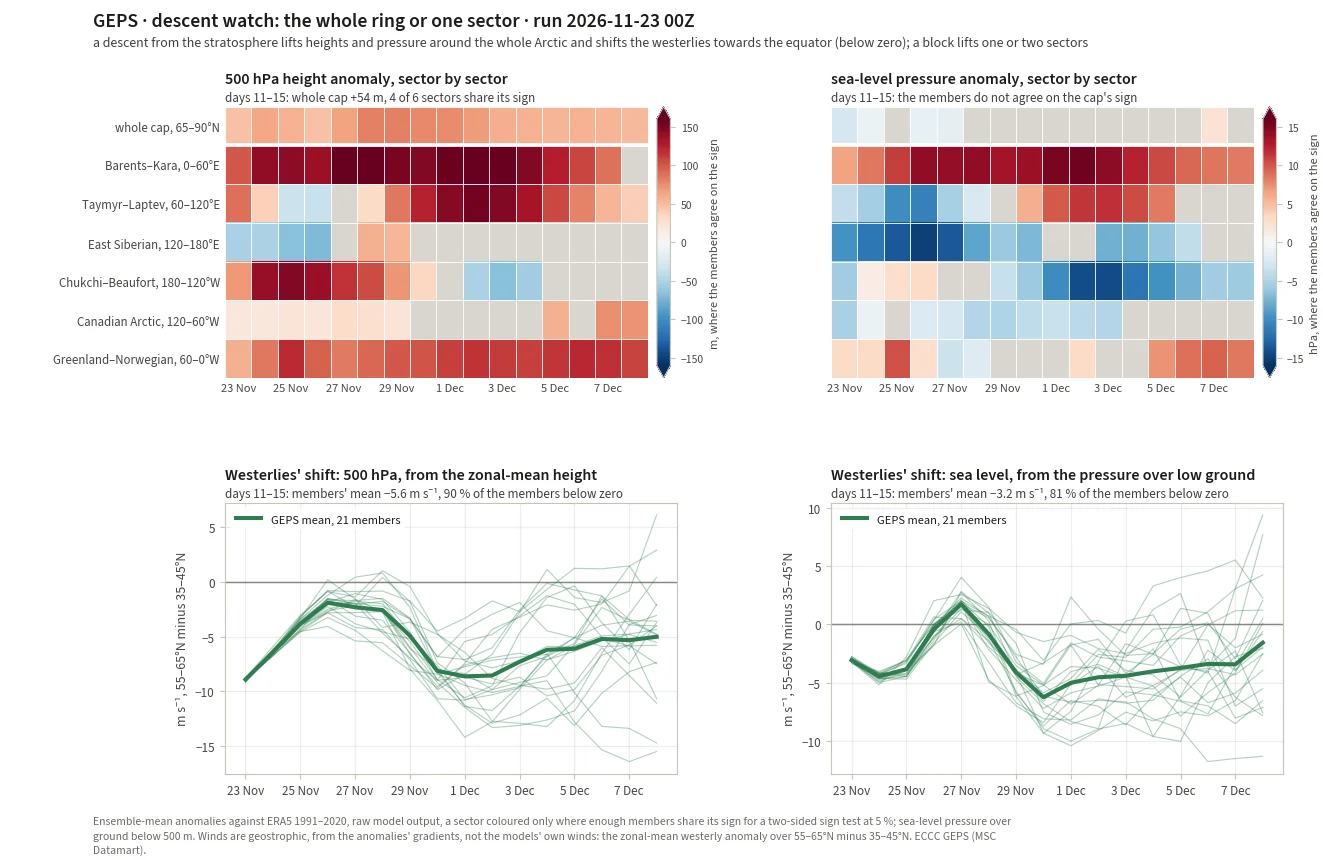 GEPS · descent watch: the whole ring or one sector · run 2026-11-23 00Z
a descent from the stratosphere lifts heights and pressure around the whole Arctic and shifts the westerlies towards the equator (below zero); a block lifts one or two sectors
500 hPa height anomaly, sector by sector
days 11–15: whole cap +54 m, 4 of 6 sectors share its sign
whole cap, 65–90°N
Barents–Kara, 0–60°E
Taymyr–Laptev, 60–120°E
East Siberian, 120–180°E
Chukchi–Beaufort, 180–120°W
Canadian Arctic, 120–60°W
Greenland–Norwegian, 60–0°W
23 Nov 25 Nov 27 Nov 29 Nov 1 Dec 3 Dec 5 Dec 7 Dec
150
100
50
0
−50
−100
−150
m, where the members agree on the sign
sea-level pressure anomaly, sector by sector
days 11–15: the members do not agree on the cap's sign
23 Nov 25 Nov 27 Nov 29 Nov 1 Dec 3 Dec 5 Dec 7 Dec
15
10
5
0
−5
−10
−15
hPa, where the members agree on the sign
Westerlies' shift: 500 hPa, from the zonal-mean height
days 11–15: members' mean −5.6 m s⁻¹, 90 % of the members below zero
GEPS mean, 21 members
m s⁻¹, 55–65°N minus 35–45°N
5
0
−5
−10
−15
23 Nov 25 Nov 27 Nov 29 Nov 1 Dec 3 Dec 5 Dec 7 Dec
Westerlies' shift: sea level, from the pressure over low ground
days 11–15: members' mean −3.2 m s⁻¹, 81 % of the members below zero
GEPS mean, 21 members
m s⁻¹, 55–65°N minus 35–45°N
10
5
0
−5
−10
23 Nov 25 Nov 27 Nov 29 Nov 1 Dec 3 Dec 5 Dec 7 Dec
Ensemble-mean anomalies against ERA5 1991–2020, raw model output, a sector coloured only where enough members share its sign for a two-sided sign test at 5 %; sea-level pressure over
ground below 500 m. Winds are geostrophic, from the anomalies' gradients, not the models' own winds: the zonal-mean westerly anomaly over 55–65°N minus 35–45°N. ECCC GEPS (MSC
Datamart).